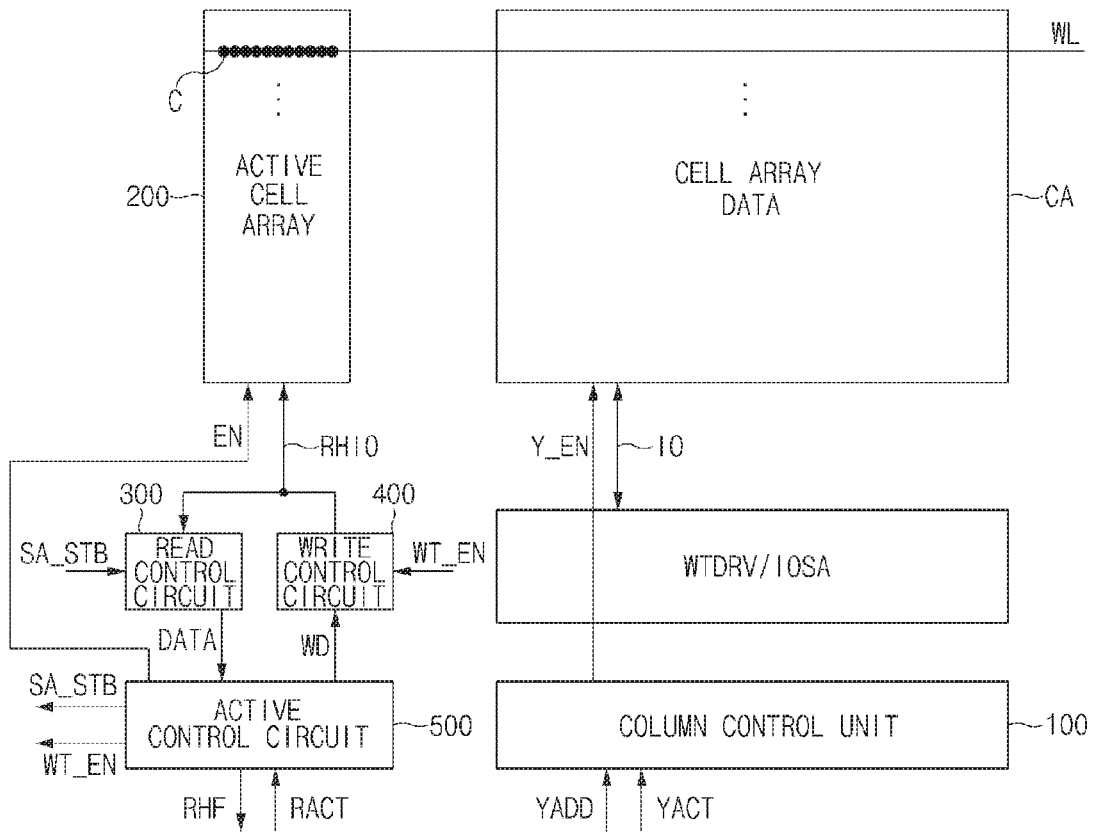 WL
C
ACTIVE
CELL
ARRAY
200
CELL ARRAY
DATA
CA
EN
RHIO
Y_EN
IO
300
400
SA_STB
READ
CONTROL
CIRCUIT
WRITE
CONTROL
CIRCUIT
WT_EN
WTDRV/IOSA
DATA
WD
SA_STB
WT_EN
ACTIVE
CONTROL CIRCUIT
500
COLUMN CONTROL UNIT
100
RHF
RACT
YADD
YACT